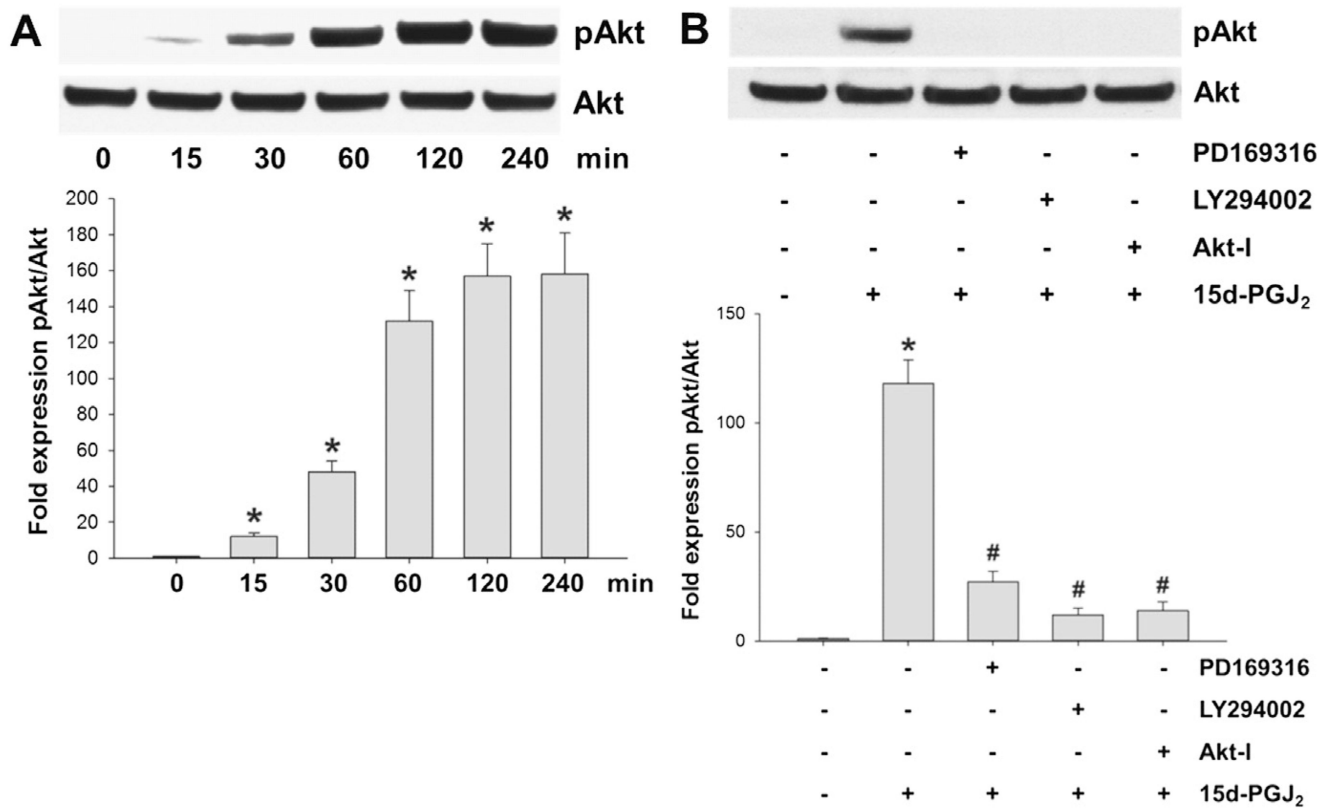 A
pAkt
Akt
0 15 30 60 120 240 min
Fold expression pAkt/Akt
200
180
160
140
120
100
80
60
40
20
0
* * * * *
0 15 30 60 120 240 min
B
pAkt
Akt
- - + - - PD169316
- - - + - LY294002
- - - - + Akt-I
- + + + + 15d-PGJ₂
Fold expression pAkt/Akt
150
100
50
0
* # # #
- - + - - PD169316
- - - + - LY294002
- - - - + Akt-I
- + + + + 15d-PGJ₂